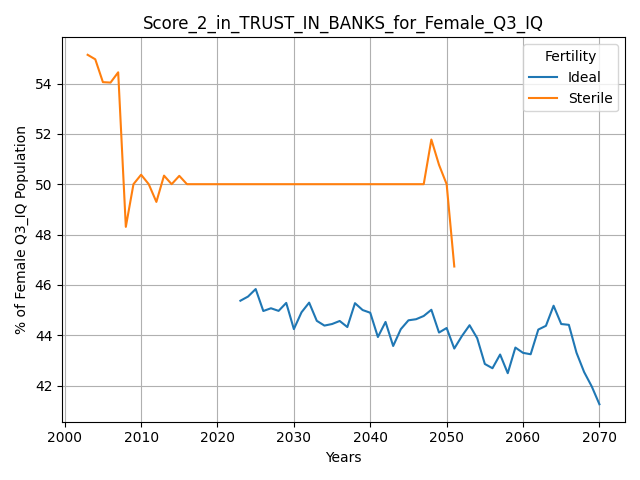 Score_2_in_TRUST_IN_BANKS_for_Female_Q3_IQ
Fertility
Ideal
Sterile
% of Female Q3_IQ Population
54
52
50
48
46
44
42
2000 2010 2020 2030 2040 2050 2060 2070
Years